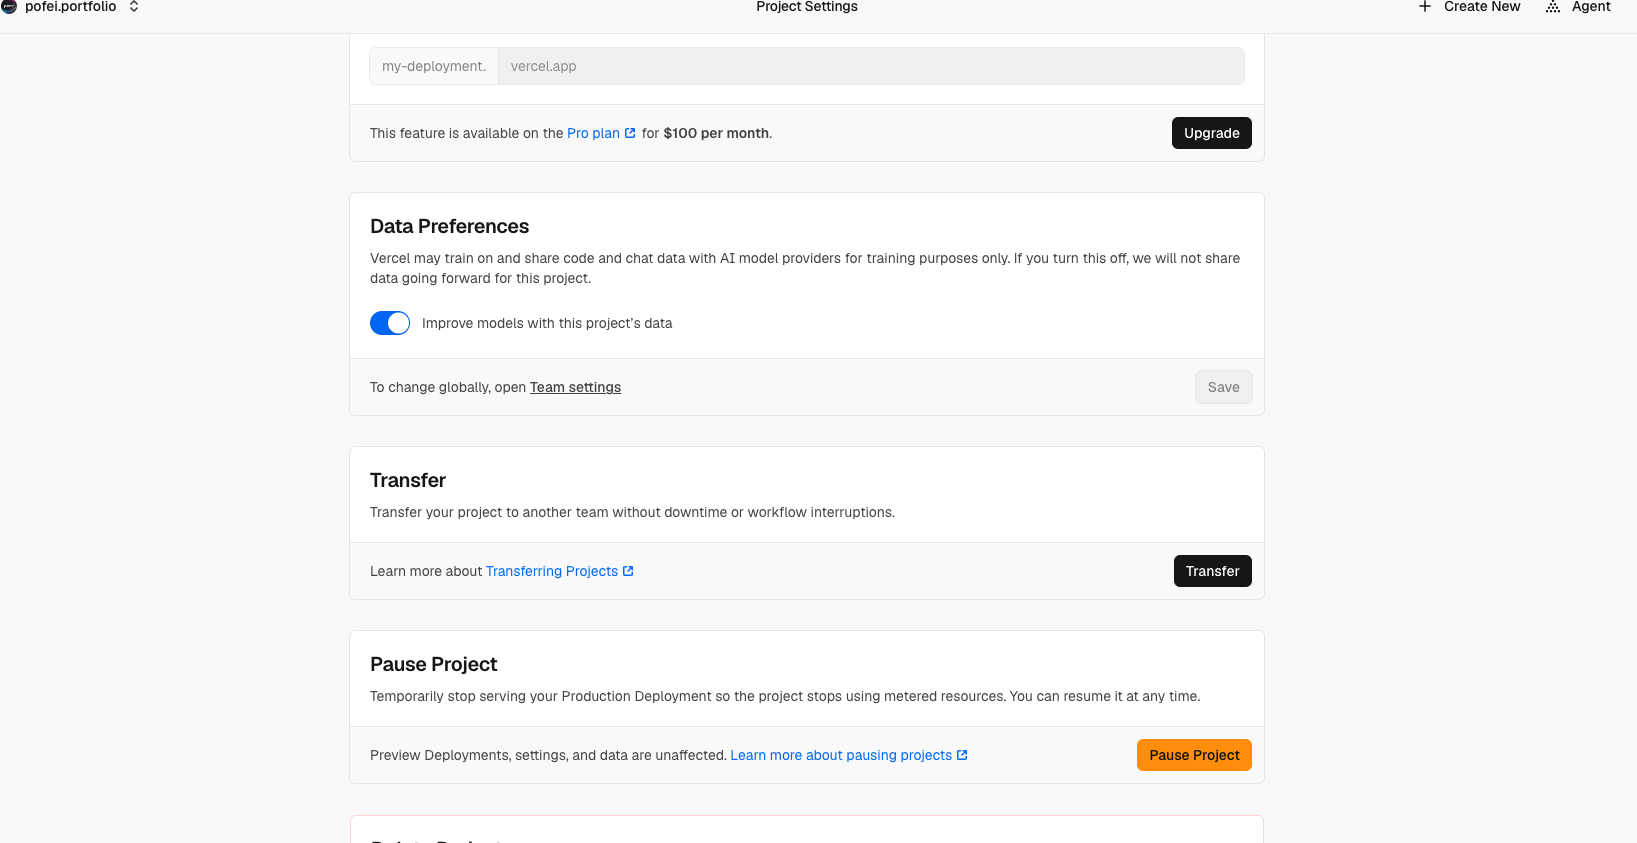 pofei.portfolio
Project Settings
Create New
Agent
my-deployment.
vercel.app
This feature is available on the Pro plan for $100 per month.
Upgrade
Data Preferences
Vercel may train on and share code and chat data with AI model providers for training purposes only. If you turn this off, we will not share
data going forward for this project.
Improve models with this project's data
To change globally, open Team settings
Save
Transfer
Transfer your project to another team without downtime or workflow interruptions.
Learn more about Transferring Projects
Transfer
Pause Project
Temporarily stop serving your Production Deployment so the project stops using metered resources. You can resume it at any time.
Preview Deployments, settings, and data are unaffected. Learn more about pausing projects
Pause Project